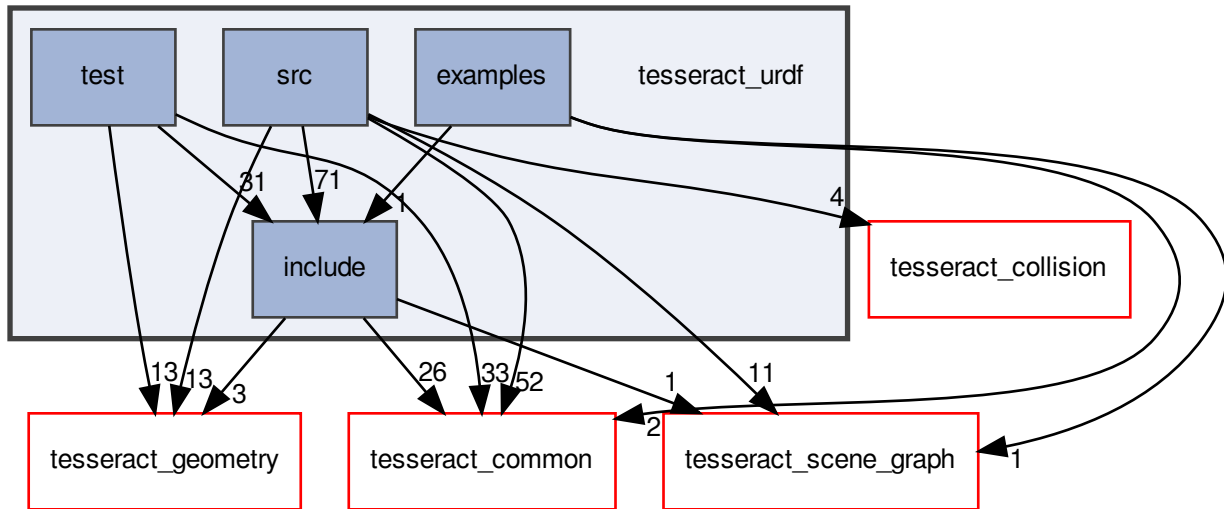 test
src
examples
tesseract_urdf
31
71
1
4
include
tesseract_collision
13
13
3
26
33
52
1
11
2
1
tesseract_geometry
tesseract_common
tesseract_scene_graph